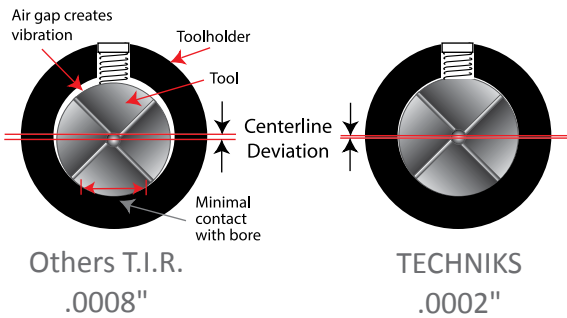 Air gap creates
vibration
Toolholder
Tool
Centerline
Deviation
Minimal
contact
with bore
Others T.I.R.
.0008"
TECHNIKS
.0002"